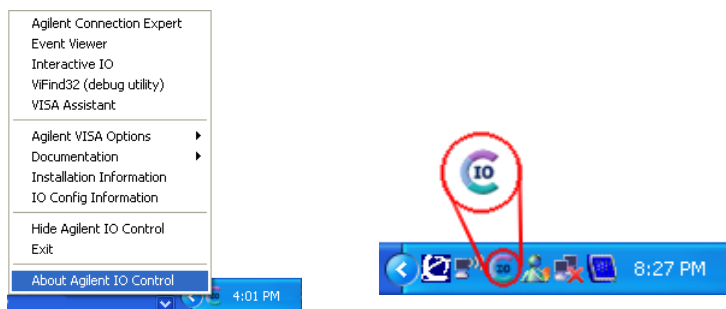 Agilent Connection Expert
Event Viewer
Interactive IO
ViFind32 (debug utility)
VISA Assistant
Agilent VISA Options
Documentation
Installation Information
IO Config Information
Hide Agilent IO Control
Exit
About Agilent IO Control
4:01 PM
IO
IO
8:27 PM